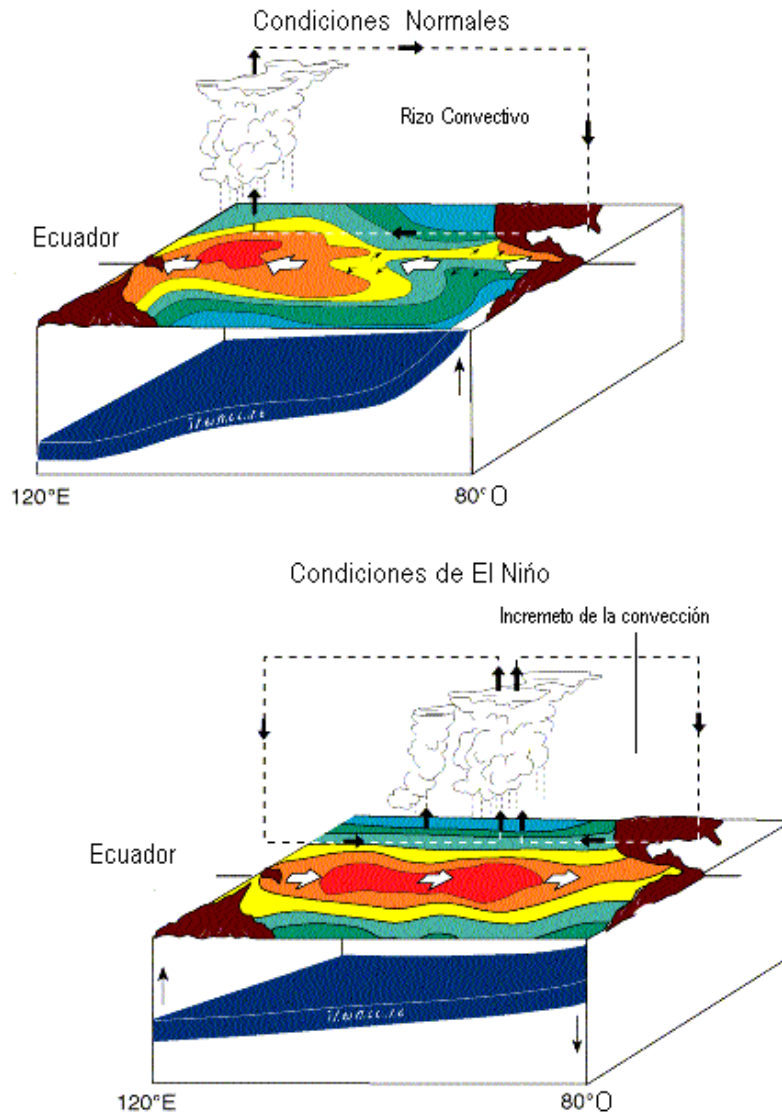 Condiciones Normales
Rizo Convectivo
Ecuador
120°E
80°O
Condiciones de El Niño
Incremeto de la convección
Ecuador
120°E
80°O